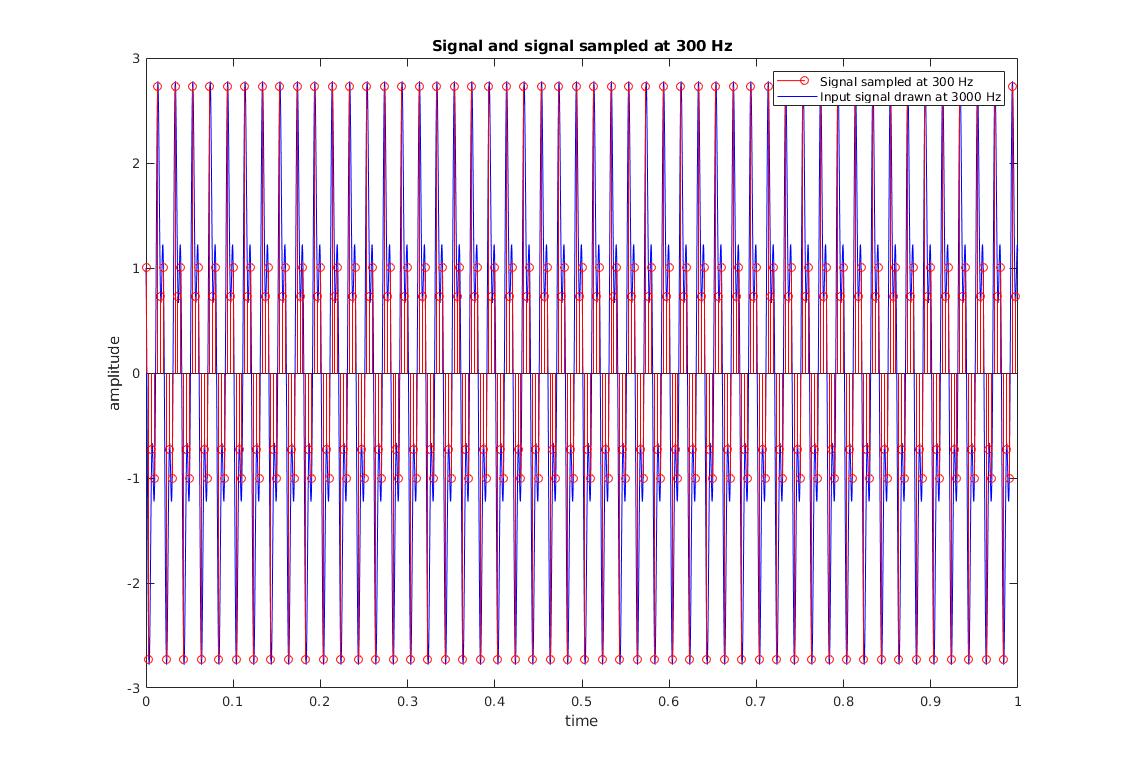 Signal and signal sampled at 300 Hz
Signal sampled at 300 Hz
Input signal drawn at 3000 Hz
3
2
1
0
-1
-2
-3
amplitude
0 0.1 0.2 0.3 0.4 0.5 0.6 0.7 0.8 0.9 1
time